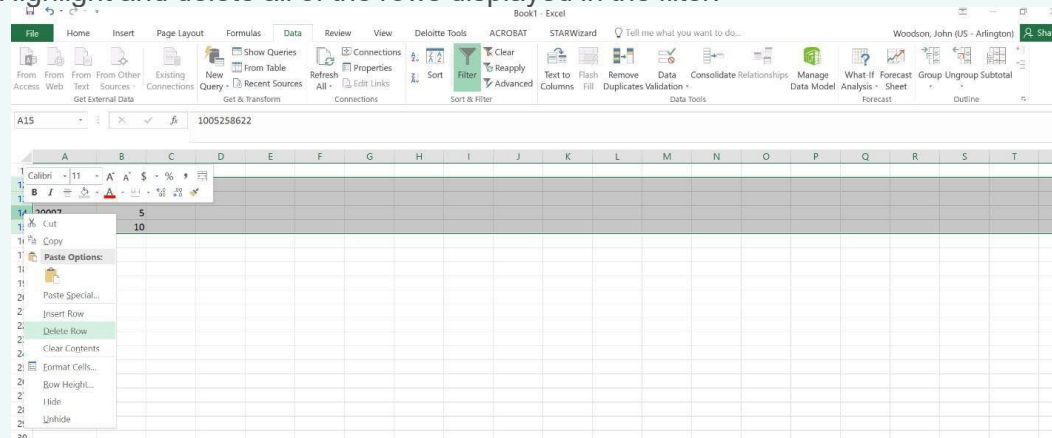 Highlight and delete all of the rows displayed in the filter.
Book1 - Excel
File Home Insert Page Layout Formulas Data Review View Deloitte Tools ACROBAT STARWizard Tell me what you want to do... Woodson, John (US - Arlington) Sha
From Access From Web From Text From Other Sources Existing Connections New Query Show Queries From Table Recent Sources Refresh All Connections Properties Edit Links Sort Filter Clear Reapply Advanced Text to Columns Flash Fill Remove Duplicates Data Validation Consolidate Relationships Manage Data Model What-If Analysis Forecast Sheet Group Ungroup Subtotal
Get External Data Get & Transform Connections Sort & Filter Data Tools Forecast Outline
A15 fx 1005258622
A B C D E F G H I J K L M N O P Q R S T
Calibri 11 A A $ % ,
B I A
14 20007 5
10
Cut
Copy
Paste Options:
Paste Special...
Insert Row
Delete Row
Clear Contents
Format Cells...
Row Height...
Hide
Unhide
30